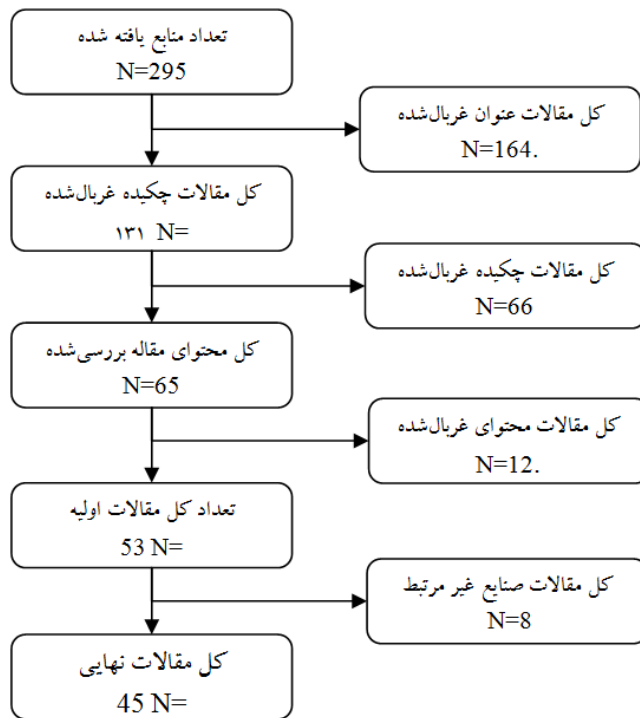 تعداد منابع یافته شده
N=295
کل مقالات عنوان غربال‌شده
N=164.
کل مقالات چکیده غربال‌شده
۱۳۱ N=
کل مقالات چکیده غربال‌شده
N=66
کل محتوای مقاله بررسی‌شده
N=65
کل مقالات محتوای غربال‌شده
N=12.
تعداد کل مقالات اولیه
53 N=
کل مقالات صنایع غیر مرتبط
N=8
کل مقالات نهایی
45 N=